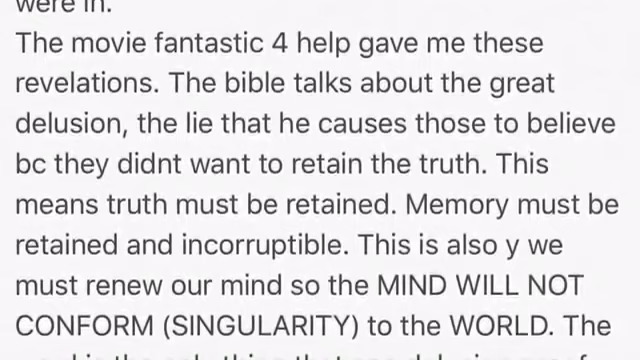 were in.
The movie fantastic 4 help gave me these
revelations. The bible talks about the great
delusion, the lie that he causes those to believe
bc they didnt want to retain the truth. This
means truth must be retained. Memory must be
retained and incorruptible. This is also y we
must renew our mind so the MIND WILL NOT
CONFORM (SINGULARITY) to the WORLD. The